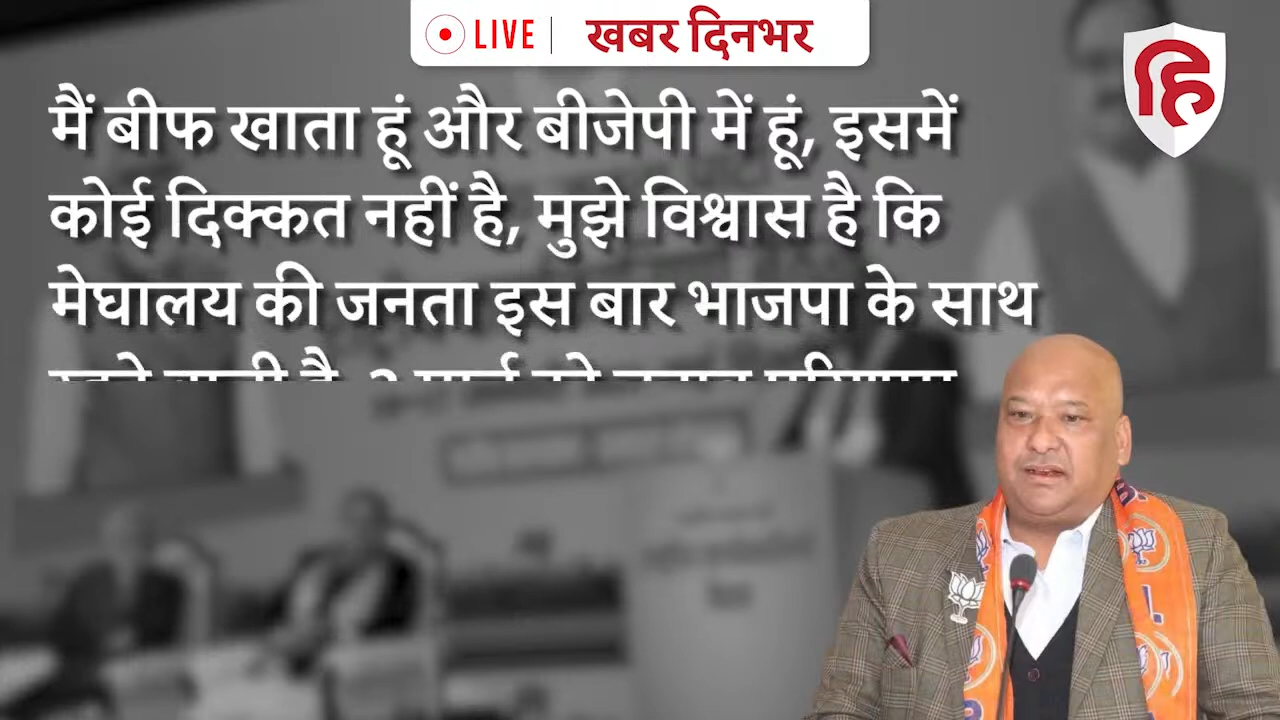 LIVE | खबर दिनभर
हि
मैं बीफ खाता हूं और बीजेपी में हूं, इसमें
कोई दिक्कत नहीं है, मुझे विश्वास है कि
मेघालय की जनता इस बार भाजपा के साथ